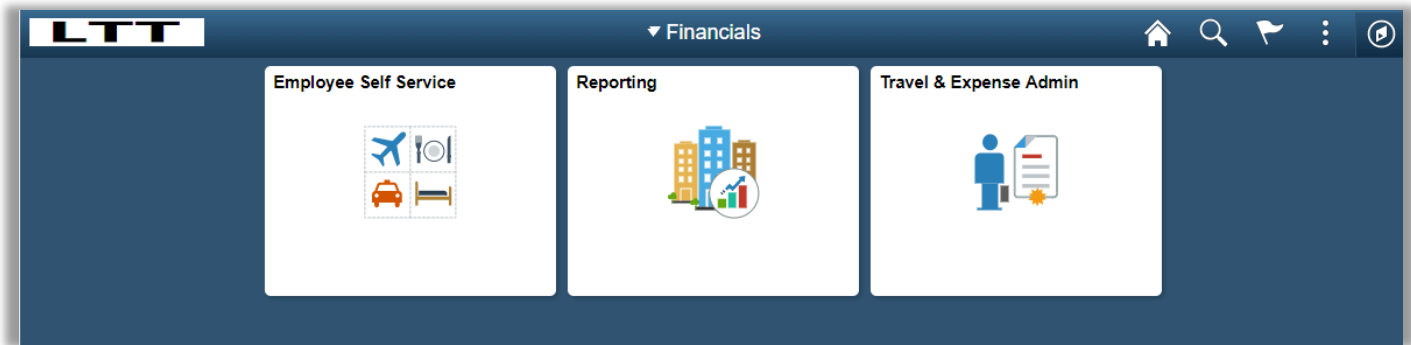 LTT
Financials
Employee Self Service
Reporting
Travel & Expense Admin